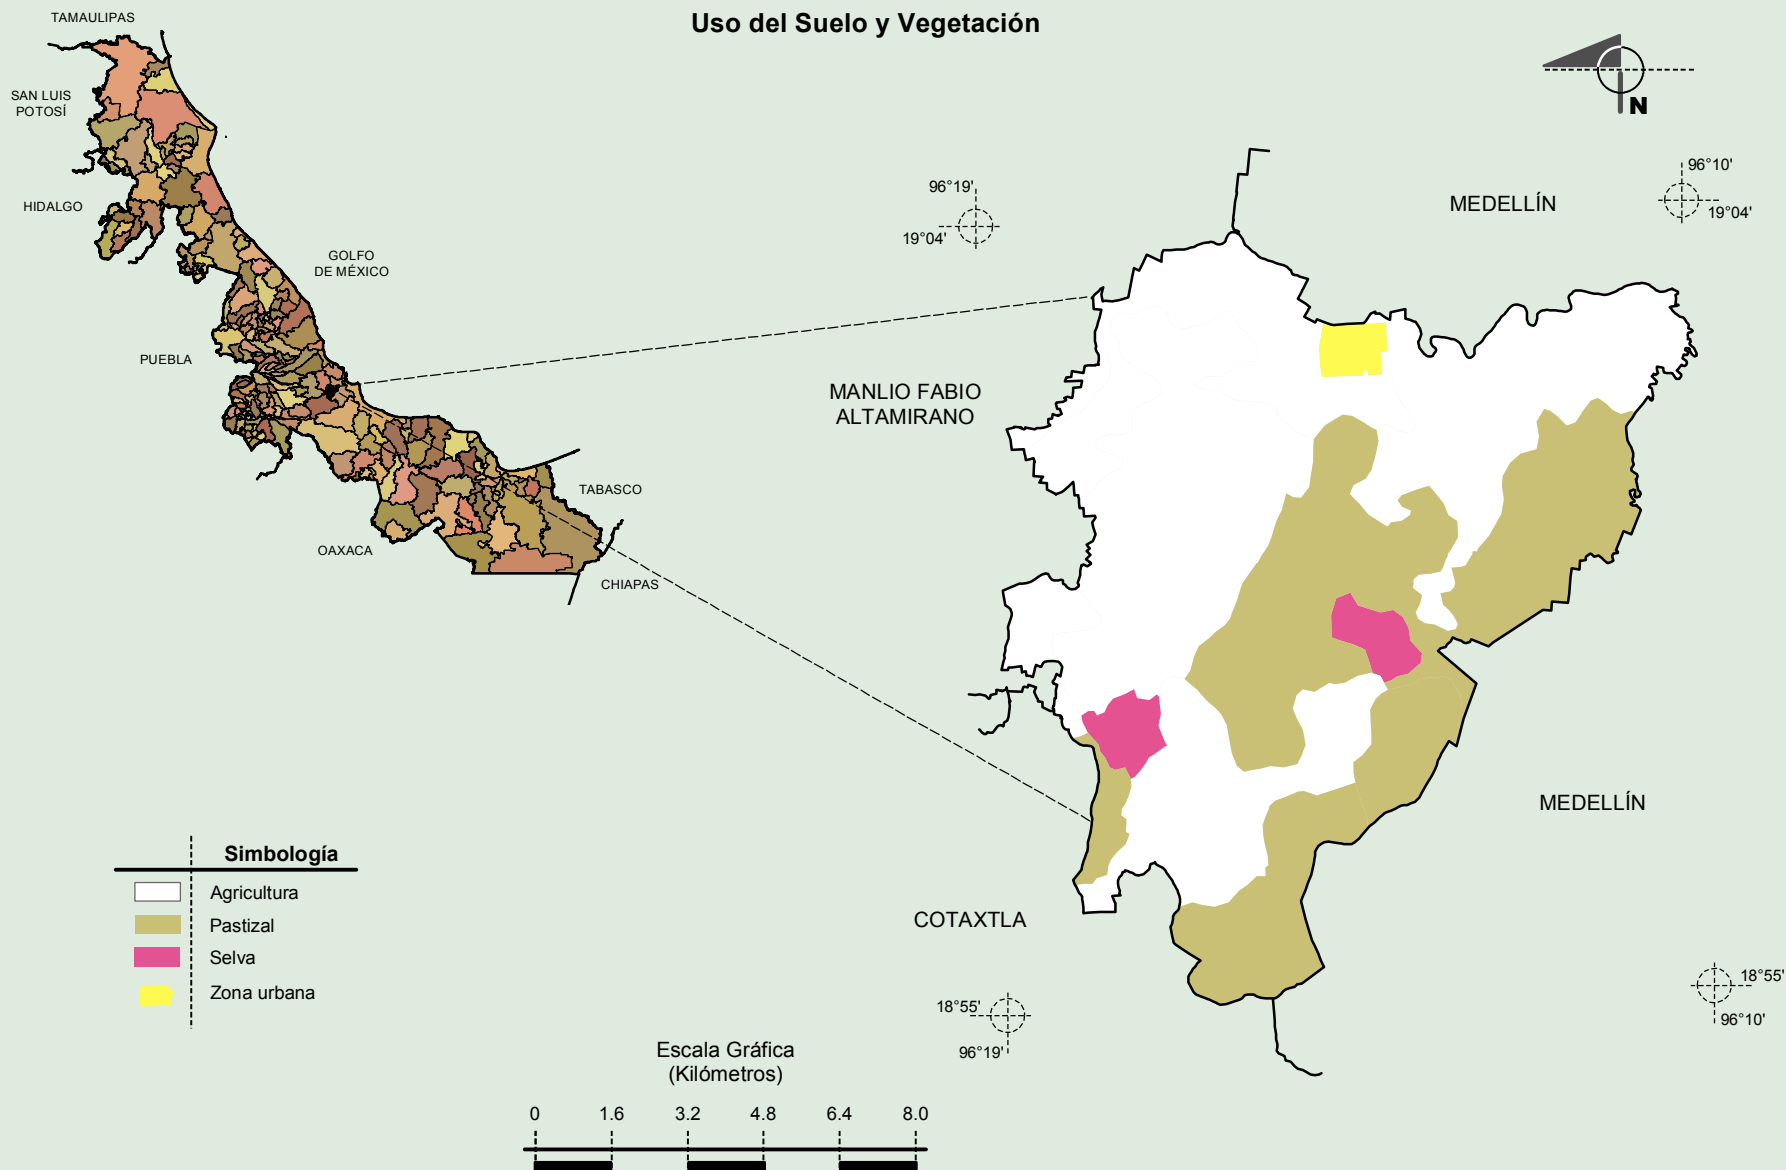 Uso del Suelo y Vegetación
TAMAULIPAS
SAN LUIS
POTOSÍ
HIDALGO
GOLFO
DE MÉXICO
PUEBLA
TABASCO
OAXACA
CHIAPAS
N
96°19'
19°04'
96°10'
19°04'
MEDELLÍN
MANLIO FABIO
ALTAMIRANO
MEDELLÍN
COTAXTLA
18°55'
96°19'
18°55'
96°10'
Simbología
Agricultura
Pastizal
Selva
Zona urbana
Escala Gráfica
(Kilómetros)
0 1.6 3.2 4.8 6.4 8.0